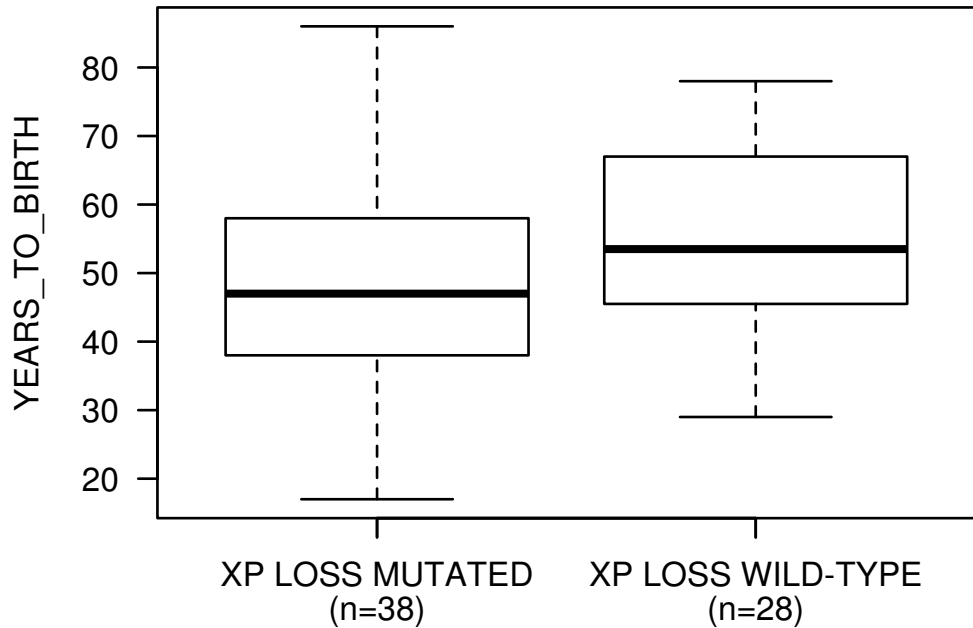 YEARS_TO_BIRTH
80
70
60
50
40
30
20
XP LOSS MUTATED
(n=38)
XP LOSS WILD-TYPE
(n=28)